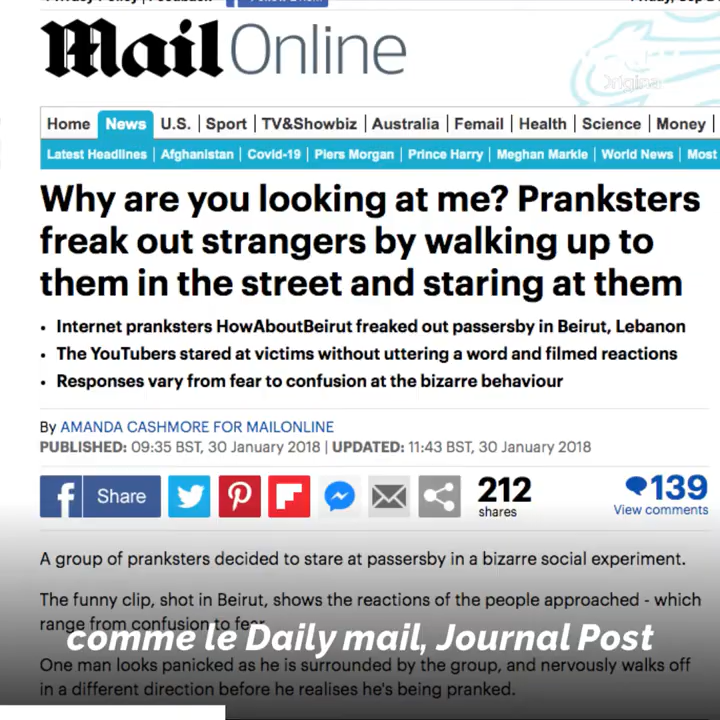 Mail Online
Home News U.S. Sport TV&Showbiz Australia Femail Health Science Money
Latest Headlines Afghanistan Covid-19 Piers Morgan Prince Harry Meghan Markle World News Most
Why are you looking at me? Pranksters
freak out strangers by walking up to
them in the street and staring at them
• Internet pranksters HowAboutBeirut freaked out passersby in Beirut, Lebanon
• The YouTubers stared at victims without uttering a word and filmed reactions
• Responses vary from fear to confusion at the bizarre behaviour
By AMANDA CASHMORE FOR MAILONLINE
PUBLISHED: 09:35 BST, 30 January 2018 | UPDATED: 11:43 BST, 30 January 2018
Share
212
shares
139
View comments
A group of pranksters decided to stare at passersby in a bizarre social experiment.
The funny clip, shot in Beirut, shows the reactions of the people approached - which
range from confusion to fear.
comme le Daily mail, Journal Post
One man looks panicked as he is surrounded by the group, and nervously walks off
in a different direction before he realises he's being pranked.